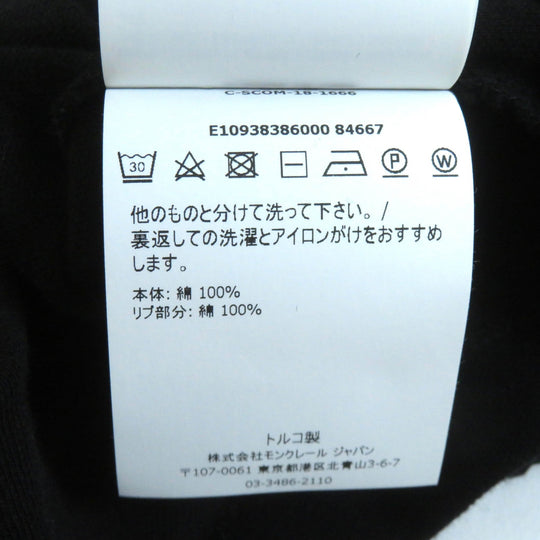 C-SCOM-18-1666
E10938386000 84667
30
P
W
他のものと分けて洗って下さい。/
裏返しての洗濯とアイロンがけをおすすめ
します。
本体: 綿 100%
リブ部分: 綿 100%
トルコ製
株式会社モンクレール ジャパン
〒107-0061 東京都港区北青山3-6-7
03-3486-2110